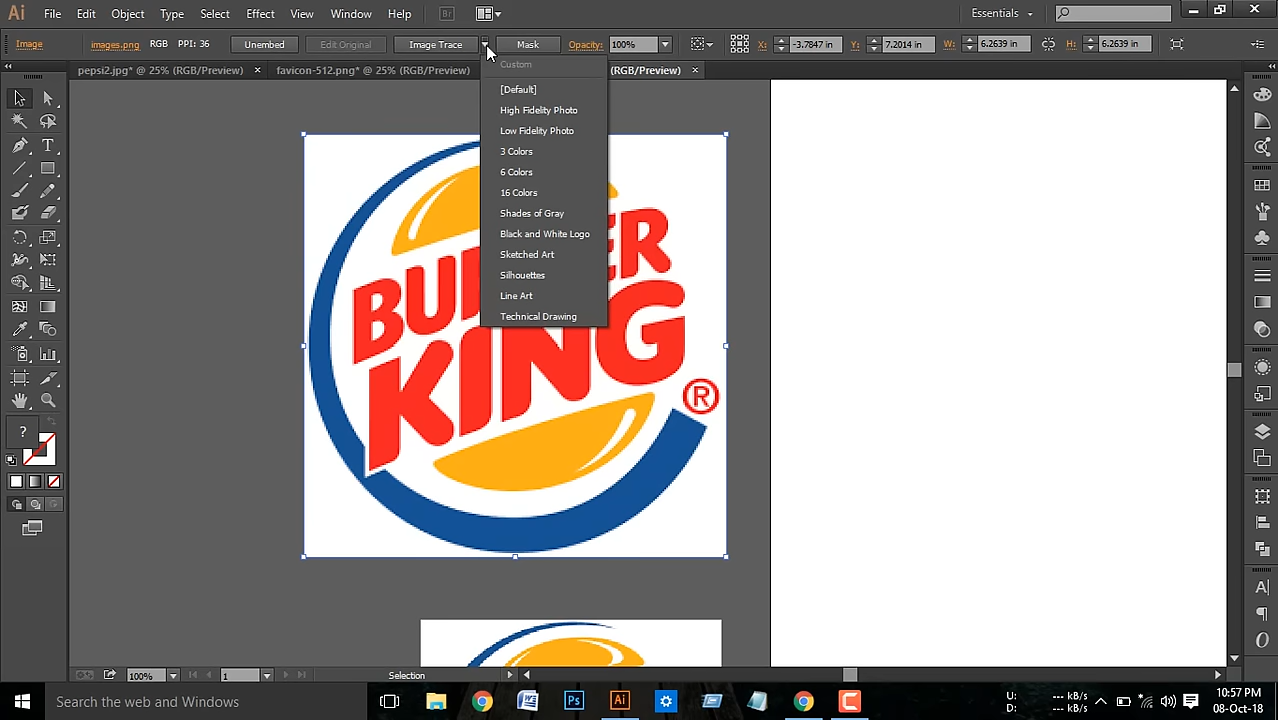 Ai File Edit Object Type Select Effect View Window Help Br Essentials
Image images.png RGB PPI: 36 Unembed Edit Original Image Trace Mask Opacity: 100% X: -3.7847 in Y: 7.2014 in W: 6.2639 in H: 6.2639 in
pepsi2.jpg* @ 25% (RGB/Preview) × favicon-512.png* @ 25% (RGB/Preview) (RGB/Preview) ×
Custom
[Default]
High Fidelity Photo
Low Fidelity Photo
3 Colors
6 Colors
16 Colors
Shades of Gray
Black and White Logo
Sketched Art
Silhouettes
Line Art
Technical Drawing
BU ER
KING
®
?
100% 1 Selection
Search the web and Windows
U: --- kB/s
D: --- kB/s
10:57 PM
08-Oct-18